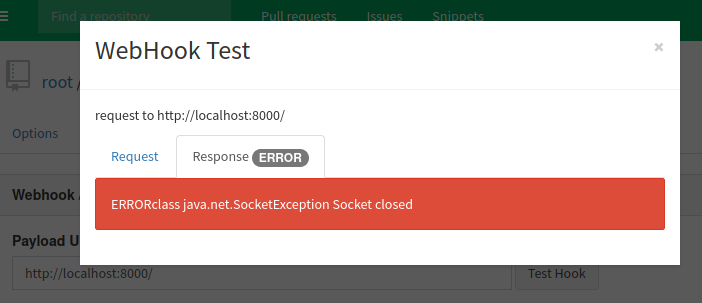 Find a repository Pull requests Issues Snippets
WebHook Test ×
root /
request to http://localhost:8000/
Options
Request Response ERROR
Webhook
ERRORclass java.net.SocketException Socket closed
Payload U
http://localhost:8000/ Test Hook